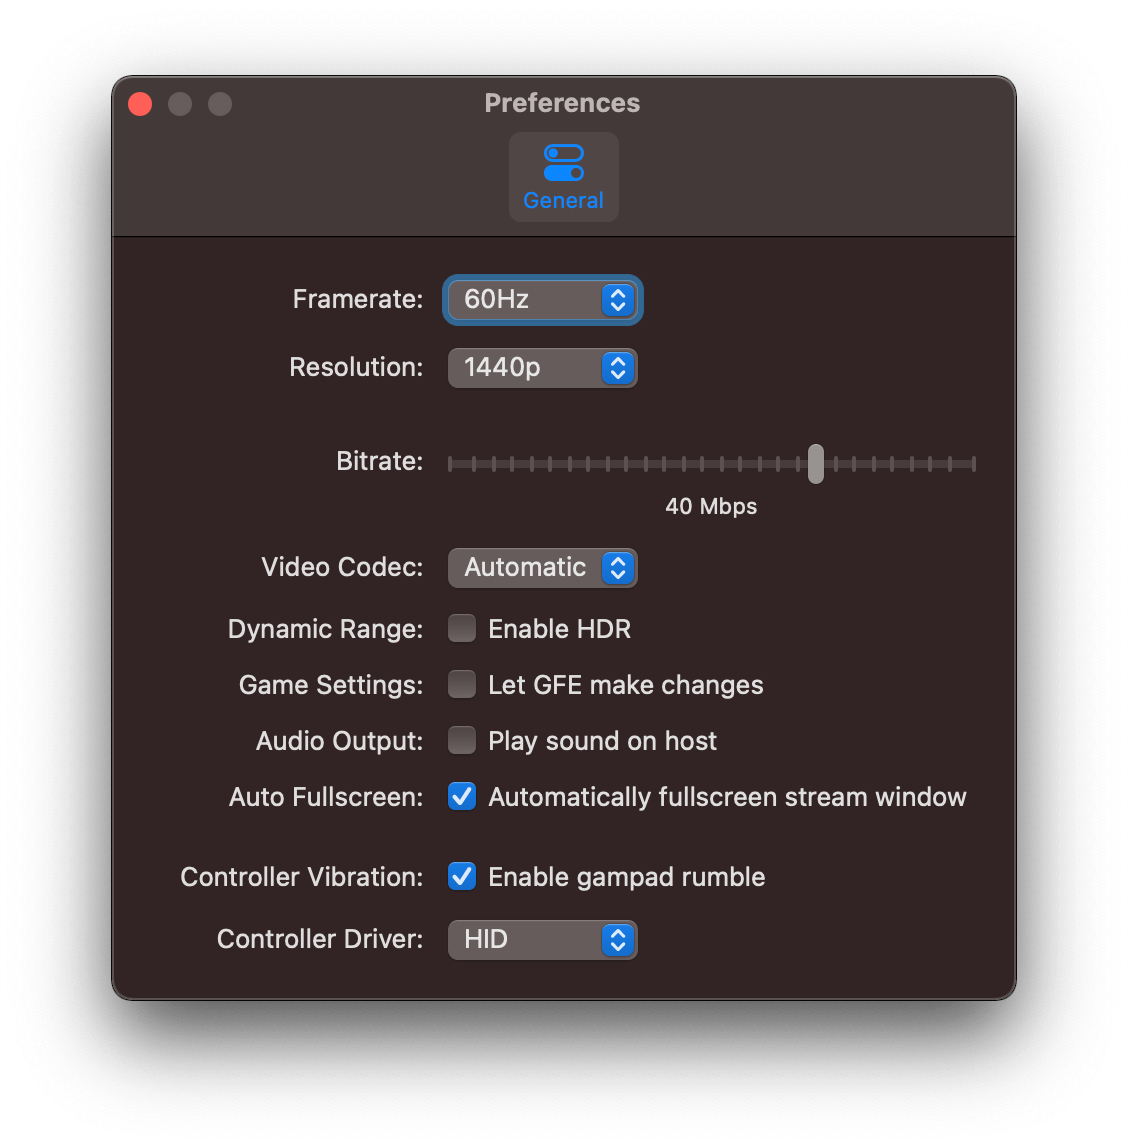 Preferences
General
Framerate: 60Hz
Resolution: 1440p
Bitrate:
40 Mbps
Video Codec: Automatic
Dynamic Range: Enable HDR
Game Settings: Let GFE make changes
Audio Output: Play sound on host
Auto Fullscreen: Automatically fullscreen stream window
Controller Vibration: Enable gampad rumble
Controller Driver: HID